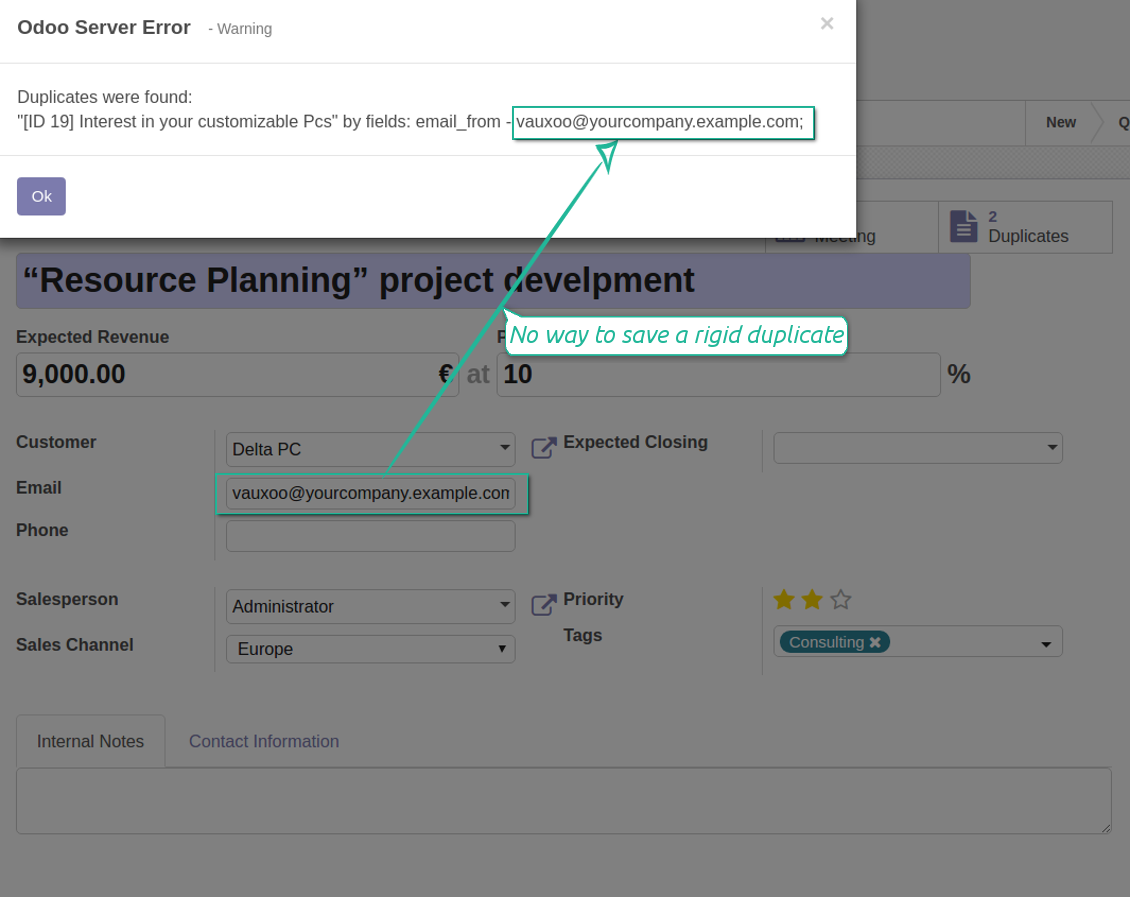 Odoo Server Error - Warning ×
Duplicates were found:
"[ID 19] Interest in your customizable Pcs" by fields: email_from - vauxoo@yourcompany.example.com;
Ok
New
Q
Meeting
2
Duplicates
“Resource Planning” project develpment
No way to save a rigid duplicate
Expected Revenue
9,000.00 € at 10 %
Customer Delta PC Expected Closing
Email vauxoo@yourcompany.example.com
Phone
Salesperson Administrator Priority
Sales Channel Europe Tags Consulting
Internal Notes Contact Information